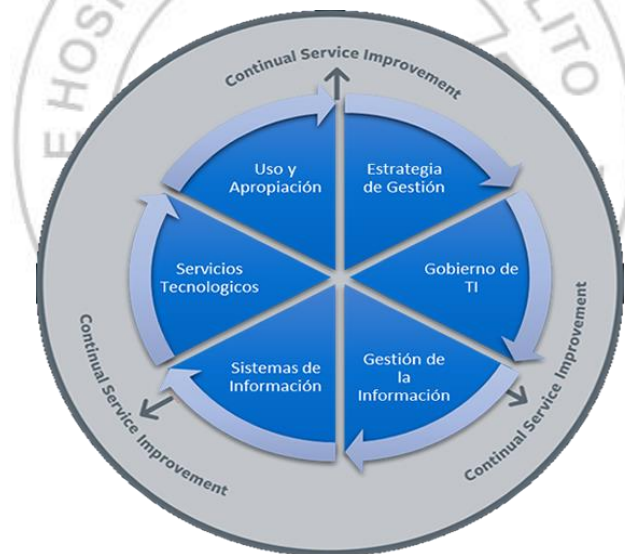 Continual Service Improvement
Uso y
Apropiación
Estrategia
de Gestión
Servicios
Tecnologicos
Gobierno de
TI
Sistemas de
Información
Gestión de
la
Información
Continual Service Improvement
Continual Service Improvement